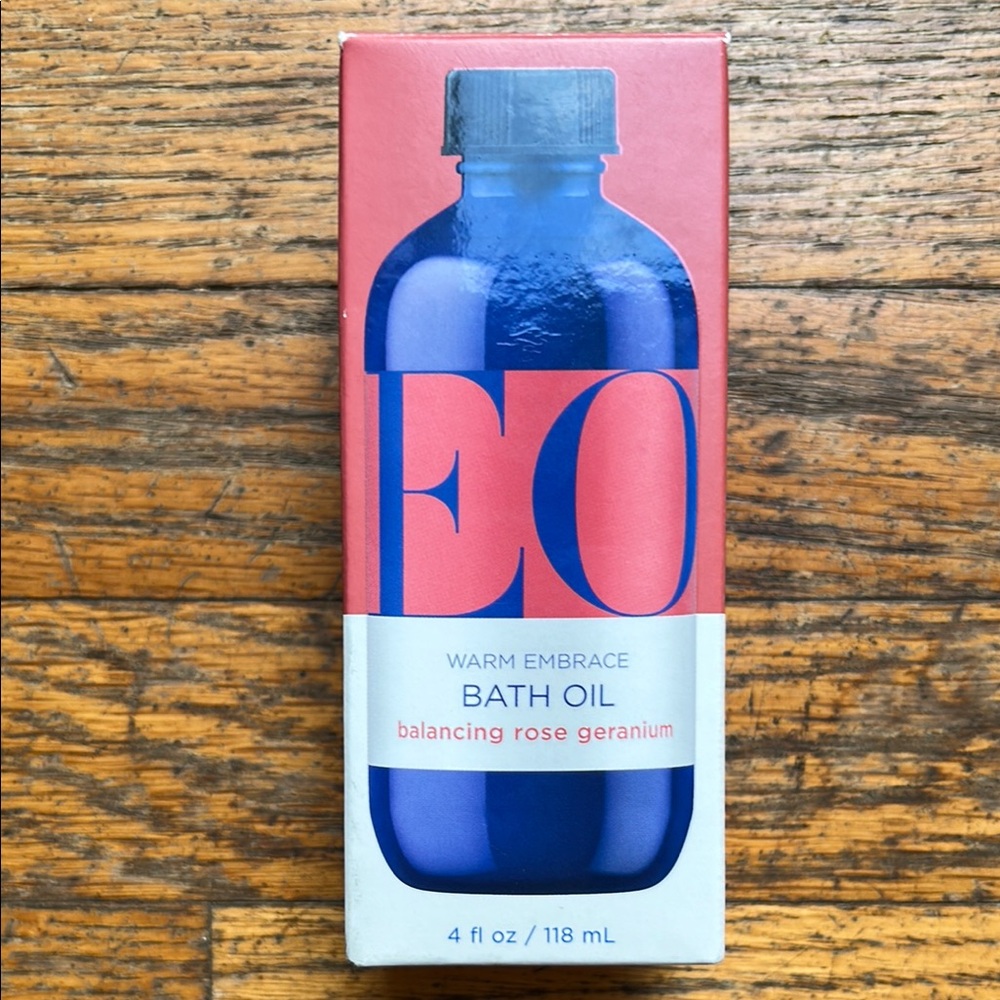 EO
WARM EMBRACE
BATH OIL
balancing rose geranium
4 fl oz / 118 mL